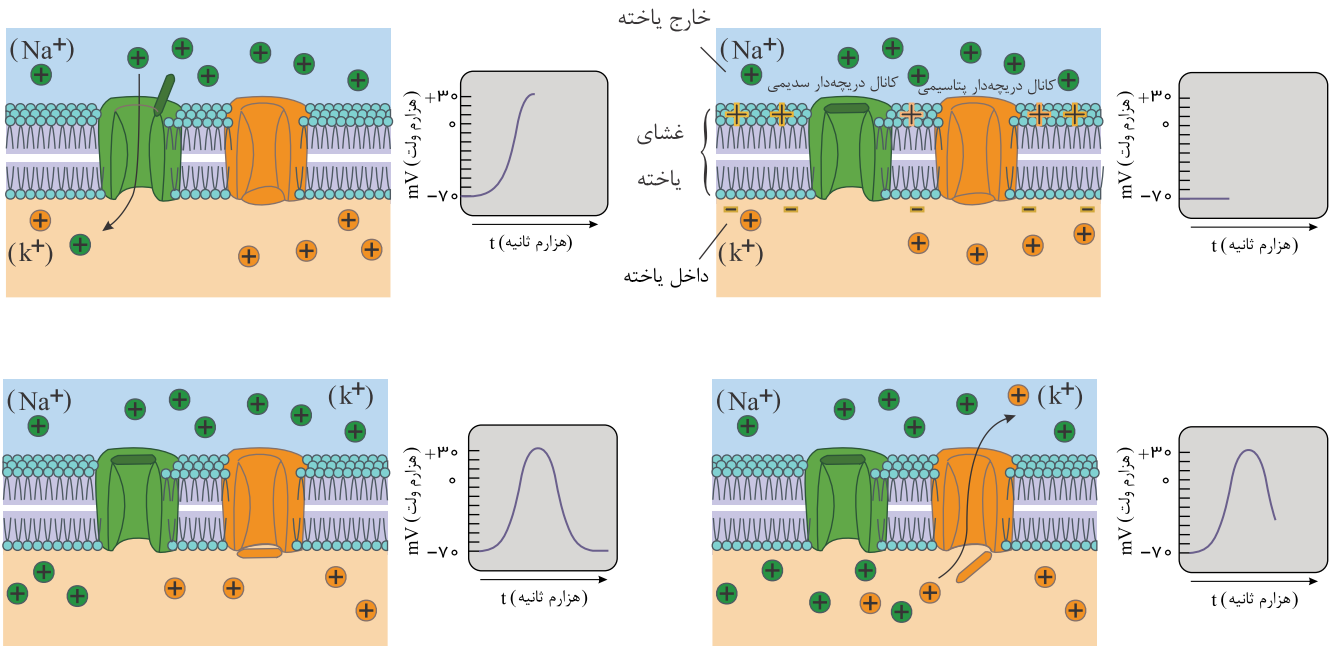 خارج یاخته
(Na+)
کانال دریچه‌دار پتاسیمی
کانال دریچه‌دار سدیمی
غشای
یاخته
(k+)
داخل یاخته
mV (هزارم ولت)
+۳۰
۰
−۷۰
t (هزارم ثانیه)
(Na+)
(k+)
mV (هزارم ولت)
+۳۰
۰
−۷۰
t (هزارم ثانیه)
(Na+)
(k+)
mV (هزارم ولت)
+۳۰
۰
−۷۰
t (هزارم ثانیه)
(Na+)
(k+)
mV (هزارم ولت)
+۳۰
۰
−۷۰
t (هزارم ثانیه)